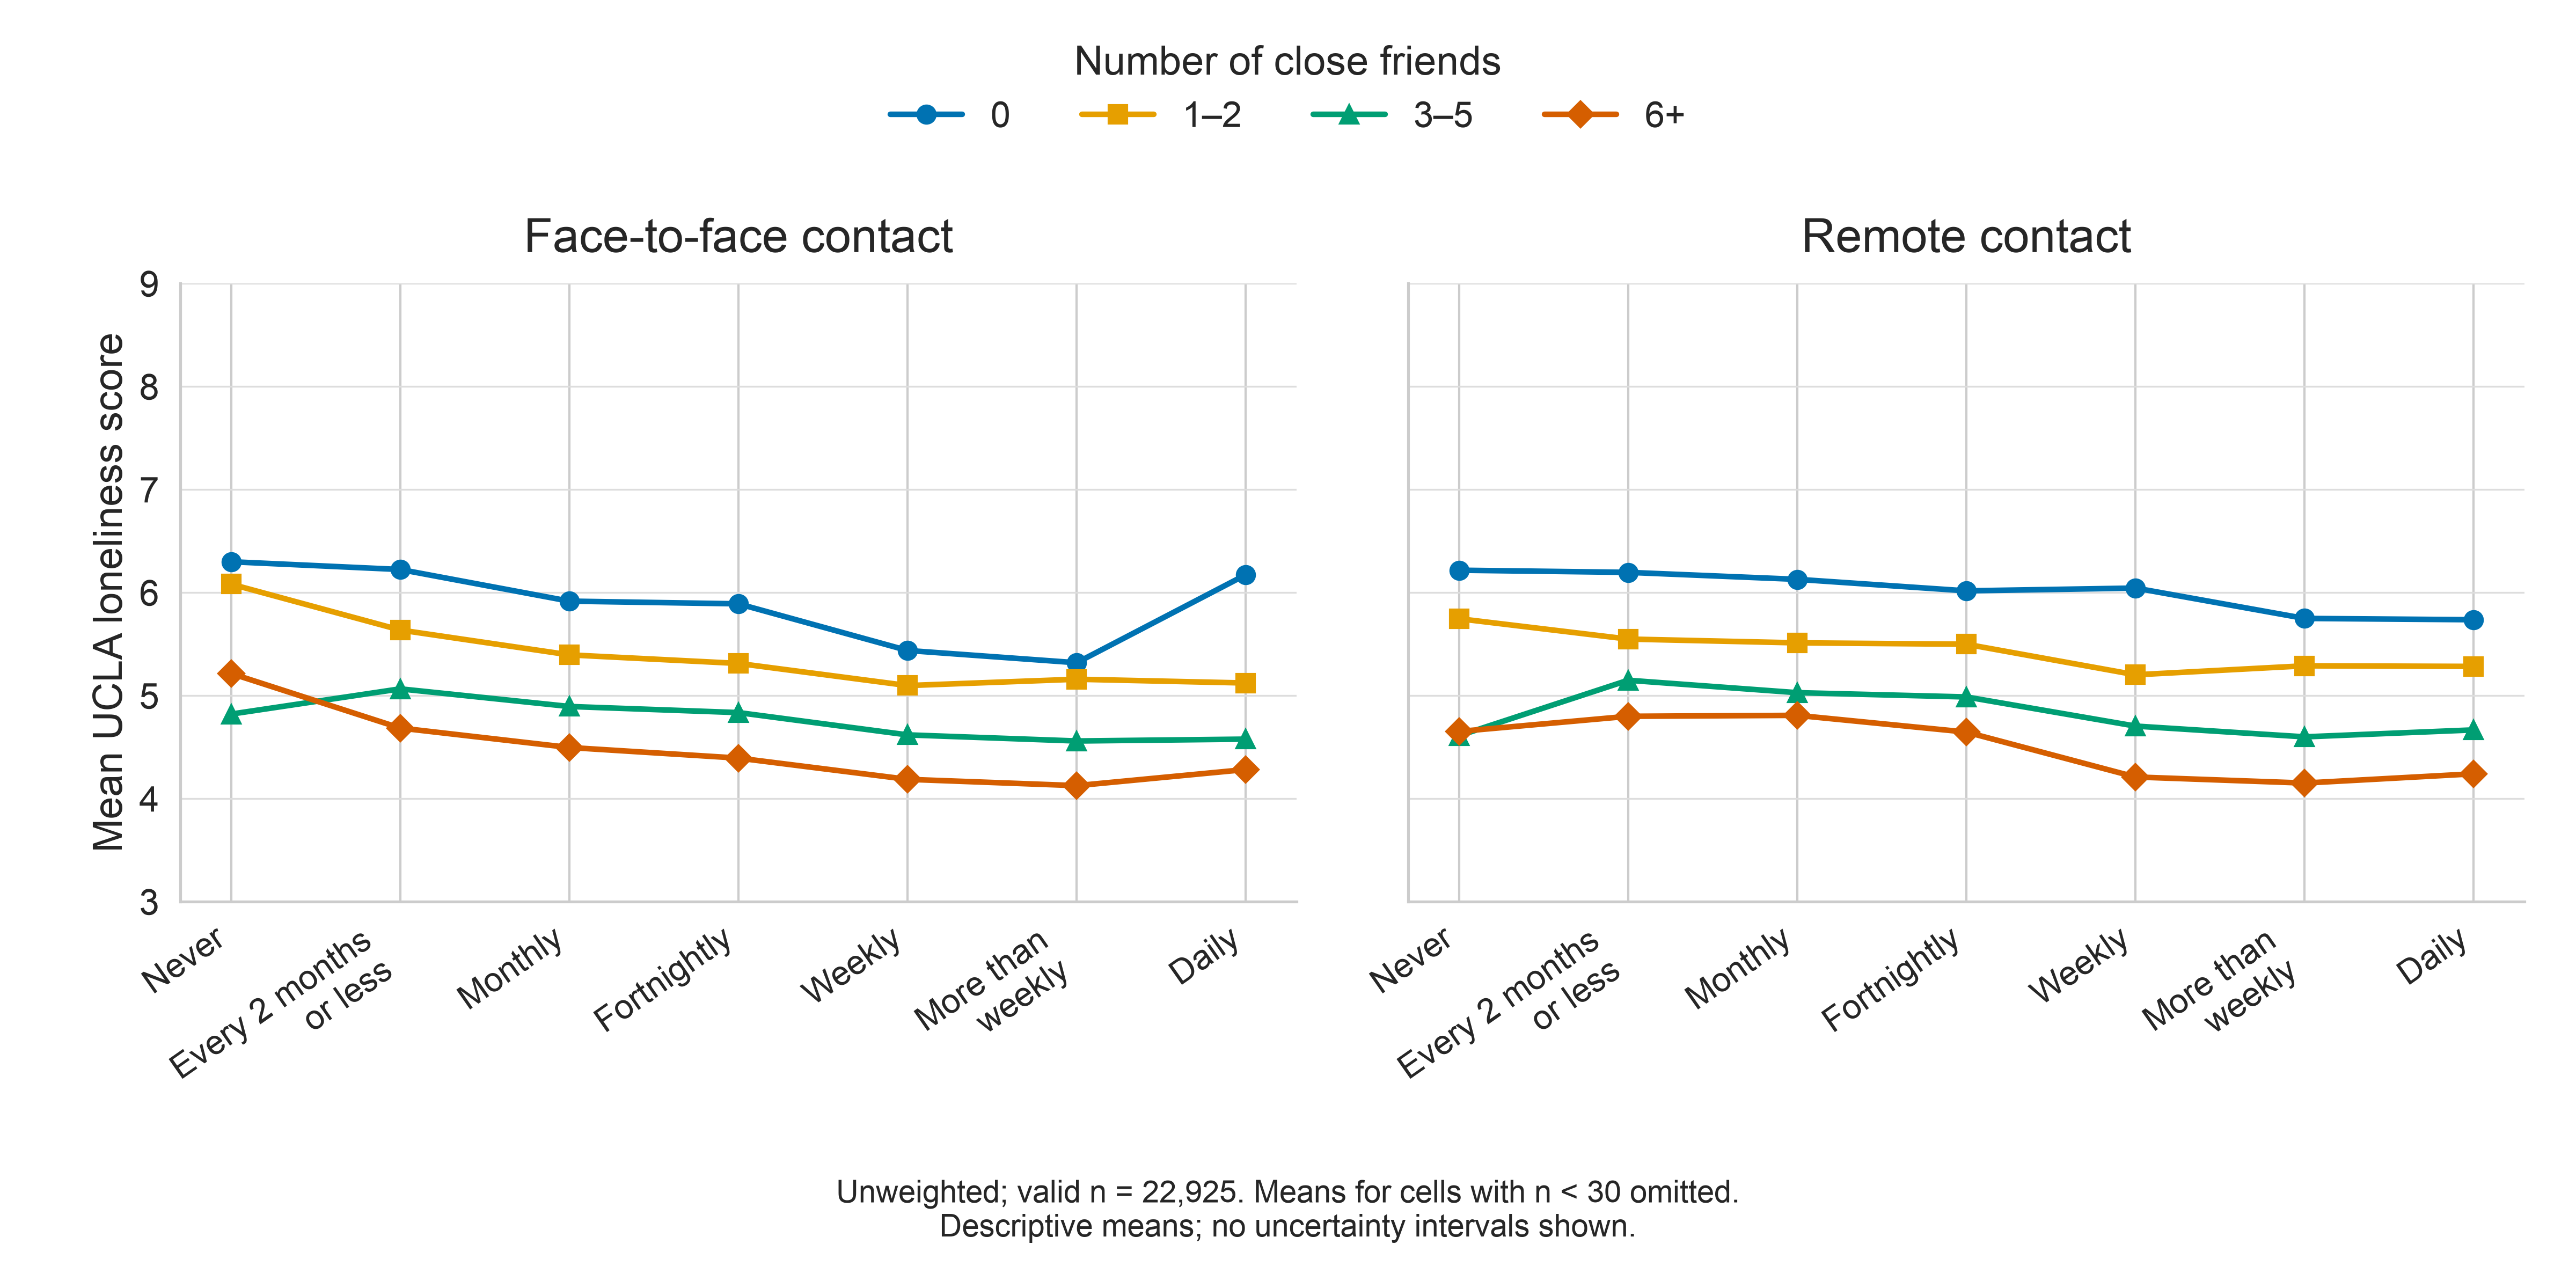 Number of close friends
0 1–2 3–5 6+
Face-to-face contact
Remote contact
Mean UCLA loneliness score
9
8
7
6
5
4
3
Never
Every 2 months
or less
Monthly
Fortnightly
Weekly
More than
weekly
Daily
Never
Every 2 months
or less
Monthly
Fortnightly
Weekly
More than
weekly
Daily
Unweighted; valid n = 22,925. Means for cells with n < 30 omitted.
Descriptive means; no uncertainty intervals shown.